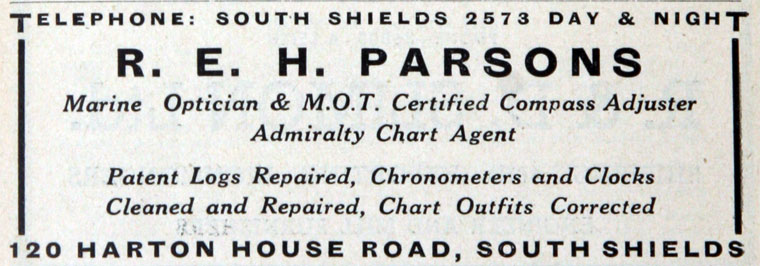 TELEPHONE: SOUTH SHIELDS 2573 DAY & NIGHT
R. E. H. PARSONS
Marine Optician & M.O.T. Certified Compass Adjuster
Admiralty Chart Agent
Patent Logs Repaired, Chronometers and Clocks
Cleaned and Repaired, Chart Outfits Corrected
120 HARTON HOUSE ROAD, SOUTH SHIELDS